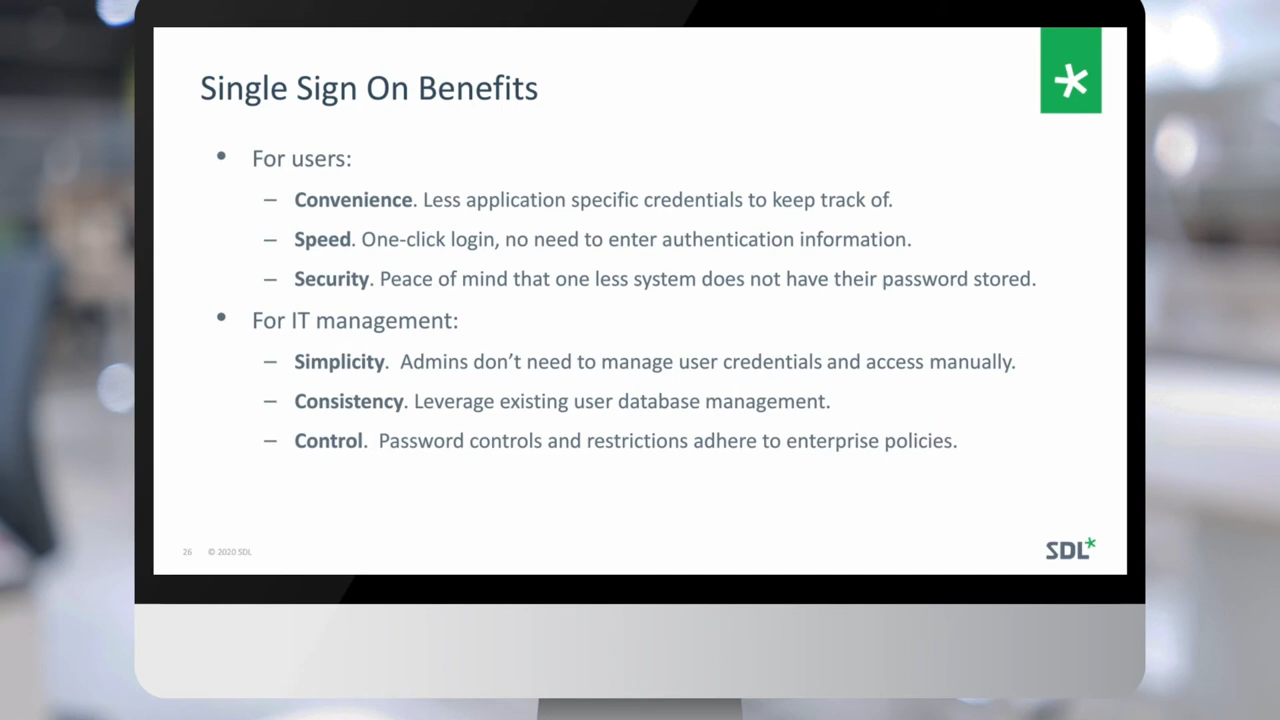 Single Sign On Benefits
• For users:
– Convenience. Less application specific credentials to keep track of.
– Speed. One-click login, no need to enter authentication information.
– Security. Peace of mind that one less system does not have their password stored.
• For IT management:
– Simplicity.  Admins don’t need to manage user credentials and access manually.
– Consistency. Leverage existing user database management.
– Control.  Password controls and restrictions adhere to enterprise policies.
26 © 2020 SDL
SDL*